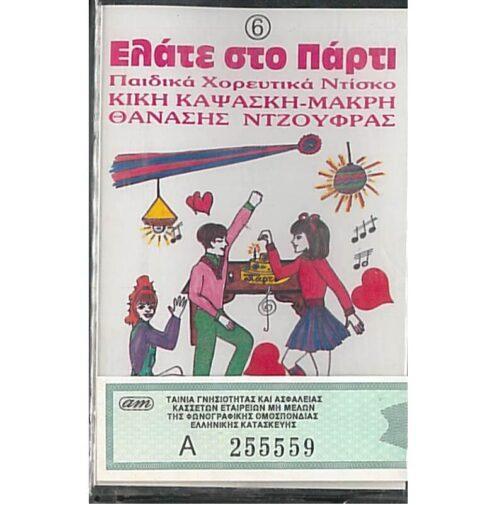 6
Ελάτε στο Πάρτι
Παιδικά Χορευτικά Ντίσκο
ΚΙΚΗ ΚΑΨΑΣΚΗ-ΜΑΚΡΗ
ΘΑΝΑΣΗΣ ΝΤΖΟΥΦΡΑΣ
Πάρτι
am
ΤΑΙΝΙΑ ΓΝΗΣΙΟΤΗΤΑΣ ΚΑΙ ΑΣΦΑΛΕΙΑΣ
ΚΑΣΣΕΤΩΝ ΕΤΑΙΡΕΙΩΝ ΜΗ ΜΕΛΩΝ
ΤΗΣ ΦΩΝΟΓΡΑΦΙΚΗΣ ΟΜΟΣΠΟΝΔΙΑΣ
ΕΛΛΗΝΙΚΗΣ ΚΑΤΑΣΚΕΥΗΣ
Α 255559